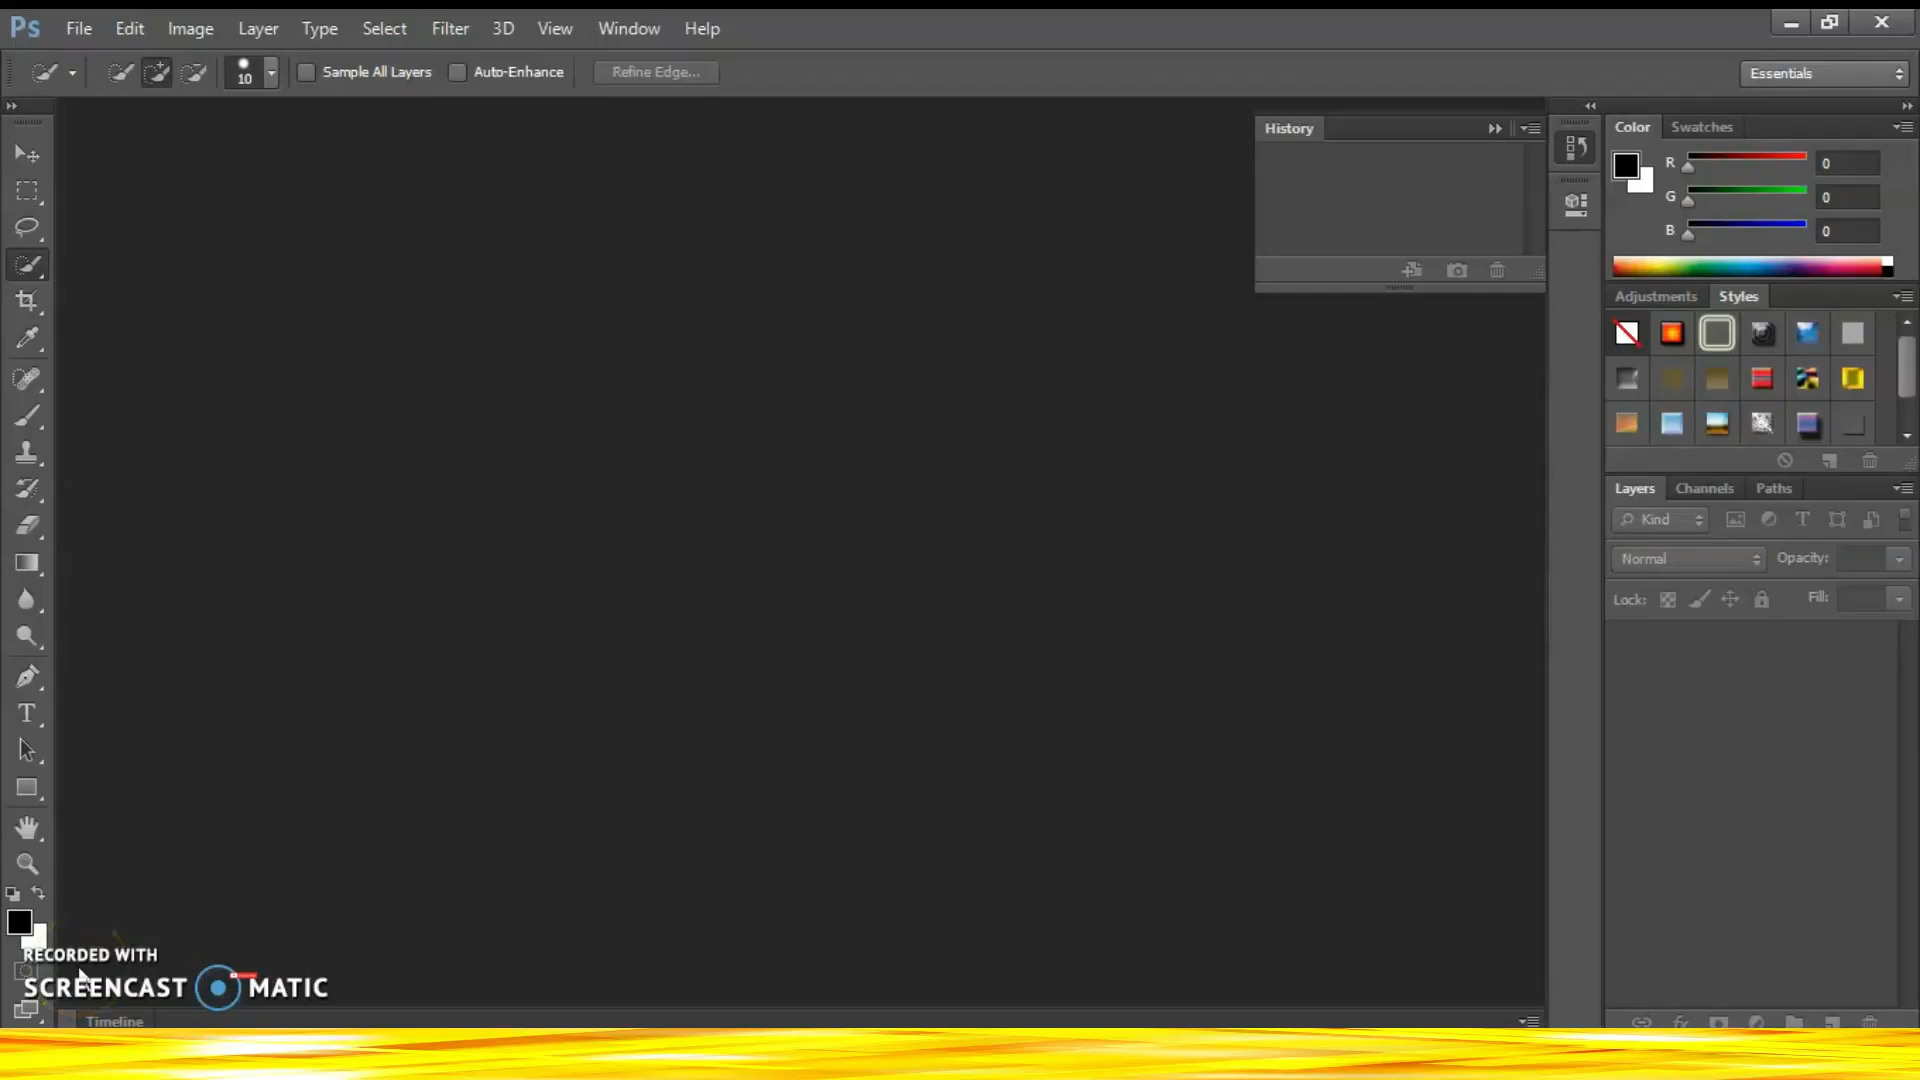 Ps File Edit Image Layer Type Select Filter 3D View Window Help
10 Sample All Layers Auto-Enhance Refine Edge... Essentials
History
Color Swatches
R 0
G 0
B 0
Adjustments Styles
Layers Channels Paths
Kind
Normal Opacity:
Lock: Fill:
RECORDED WITH
SCREENCAST MATIC
Timeline